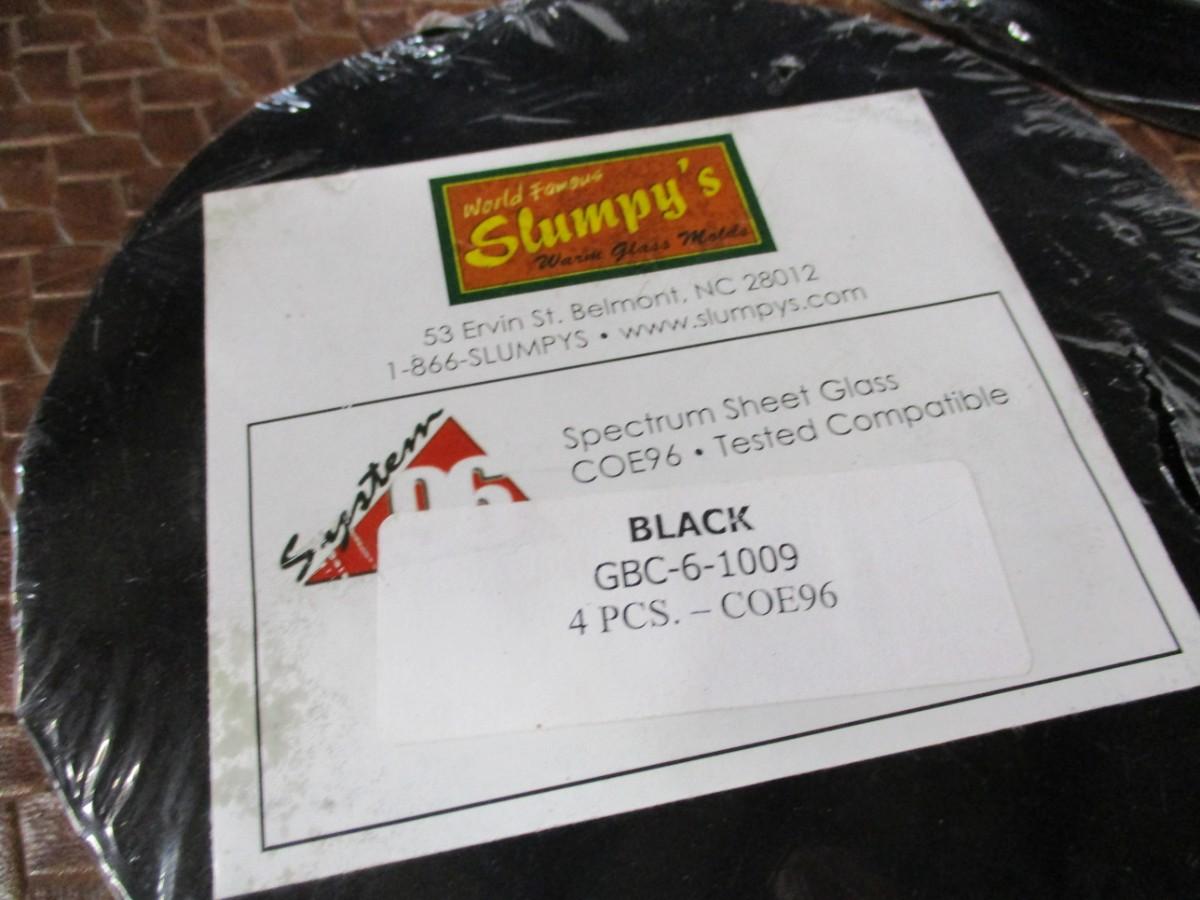 World Famous
Slumpy's
Warm Glass Molds
53 Ervin St. Belmont, NC 28012
1-866-SLUMPYS • www.slumpys.com
System
96
Spectrum Sheet Glass
COE96 • Tested Compatible
BLACK
GBC-6-1009
4 PCS. – COE96